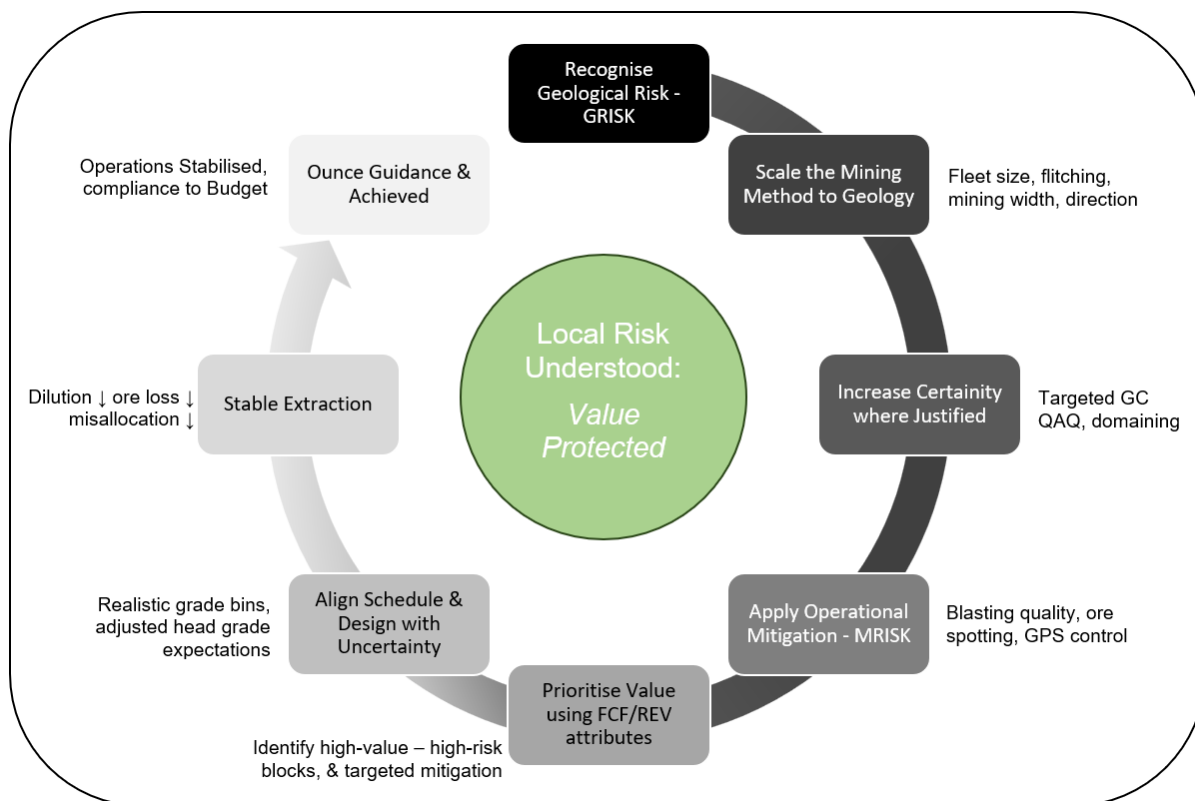 Recognise
Geological Risk -
GRISK
Scale the Mining
Method to Geology
Fleet size, flitching,
mining width, direction
Increase Certainity
where Justified
Targeted GC
QAQ, domaining
Apply Operational
Mitigation - MRISK
Blasting quality, ore
spotting, GPS control
Prioritise Value
using FCF/REV
attributes
Identify high-value – high-risk
blocks, & targeted mitigation
Align Schedule &
Design with
Uncertainty
Realistic grade bins,
adjusted head grade
expectations
Stable Extraction
Dilution ↓ ore loss ↓
misallocation ↓
Ounce Guidance &
Achieved
Operations Stabilised,
compliance to Budget
Local Risk
Understood:
Value
Protected